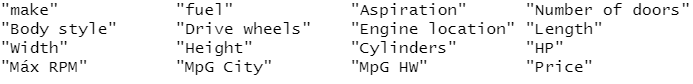 "make" "fuel" "Aspiration" "Number of doors"
"Body style" "Drive wheels" "Engine location" "Length"
"Width" "Height" "Cylinders" "HP"
"Máx RPM" "MpG City" "MpG HW" "Price"